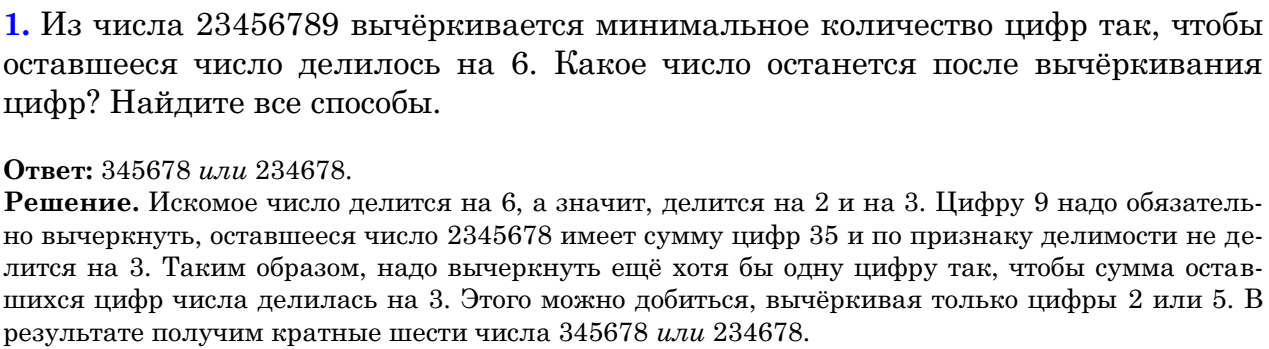 1. Из числа 23456789 вычёркивается минимальное количество цифр так, чтобы
оставшееся число делилось на 6. Какое число останется после вычёркивания
цифр? Найдите все способы.
Ответ: 345678 или 234678.
Решение. Искомое число делится на 6, а значит, делится на 2 и на 3. Цифру 9 надо обязатель-
но вычеркнуть, оставшееся число 2345678 имеет сумму цифр 35 и по признаку делимости не де-
лится на 3. Таким образом, надо вычеркнуть ещё хотя бы одну цифру так, чтобы сумма остав-
шихся цифр числа делилась на 3. Этого можно добиться, вычёркивая только цифры 2 или 5. В
результате получим кратные шести числа 345678 или 234678.